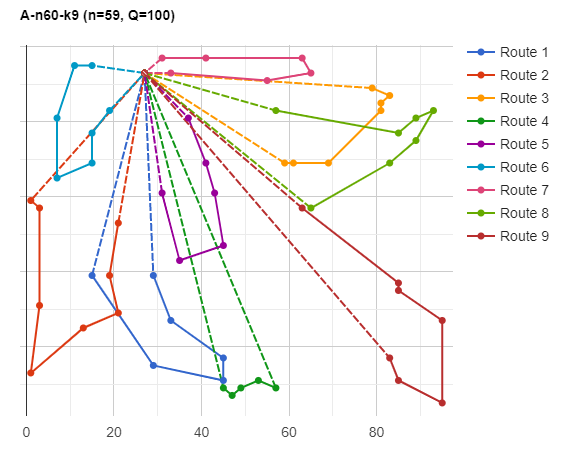 A-n60-k9 (n=59, Q=100)
Route 1
Route 2
Route 3
Route 4
Route 5
Route 6
Route 7
Route 8
Route 9
0 20 40 60 80